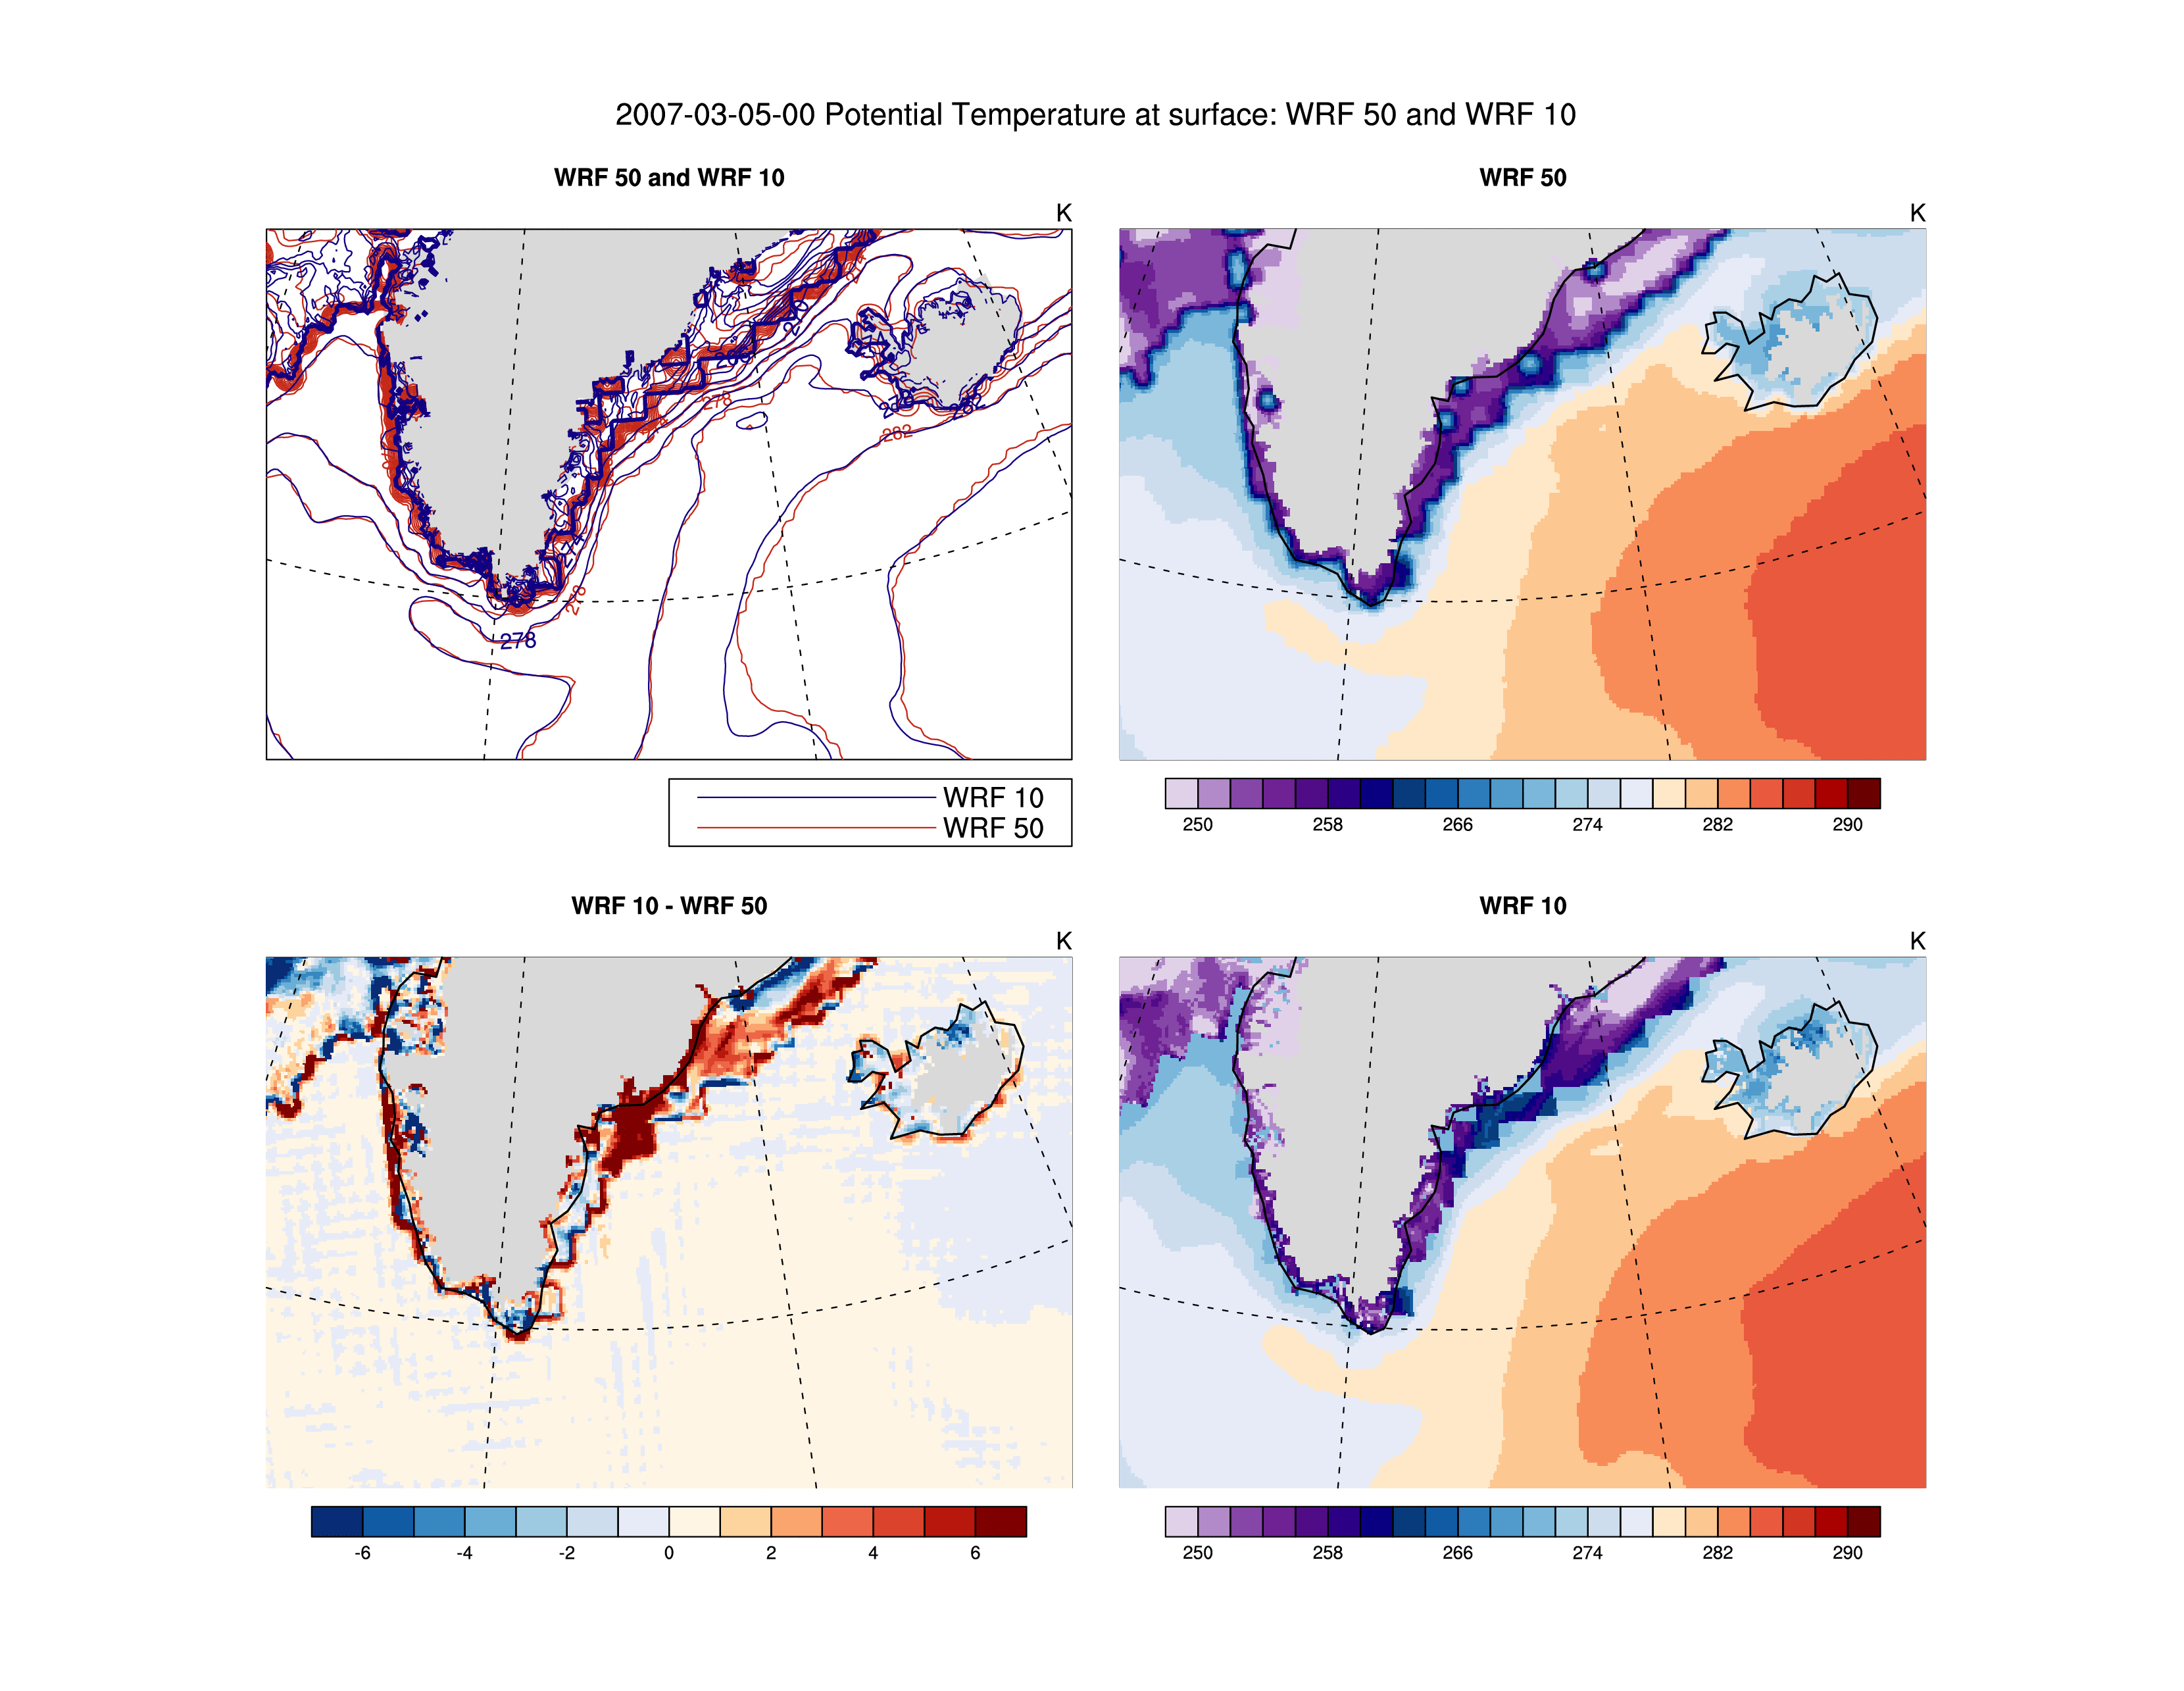 2007-03-05-00 Potential Temperature at surface: WRF 50 and WRF 10
WRF 50 and WRF 10
K
278
282
278
278
WRF 10
WRF 50
WRF 50
K
250 258 266 274 282 290
WRF 10 - WRF 50
K
-6 -4 -2 0 2 4 6
WRF 10
K
250 258 266 274 282 290